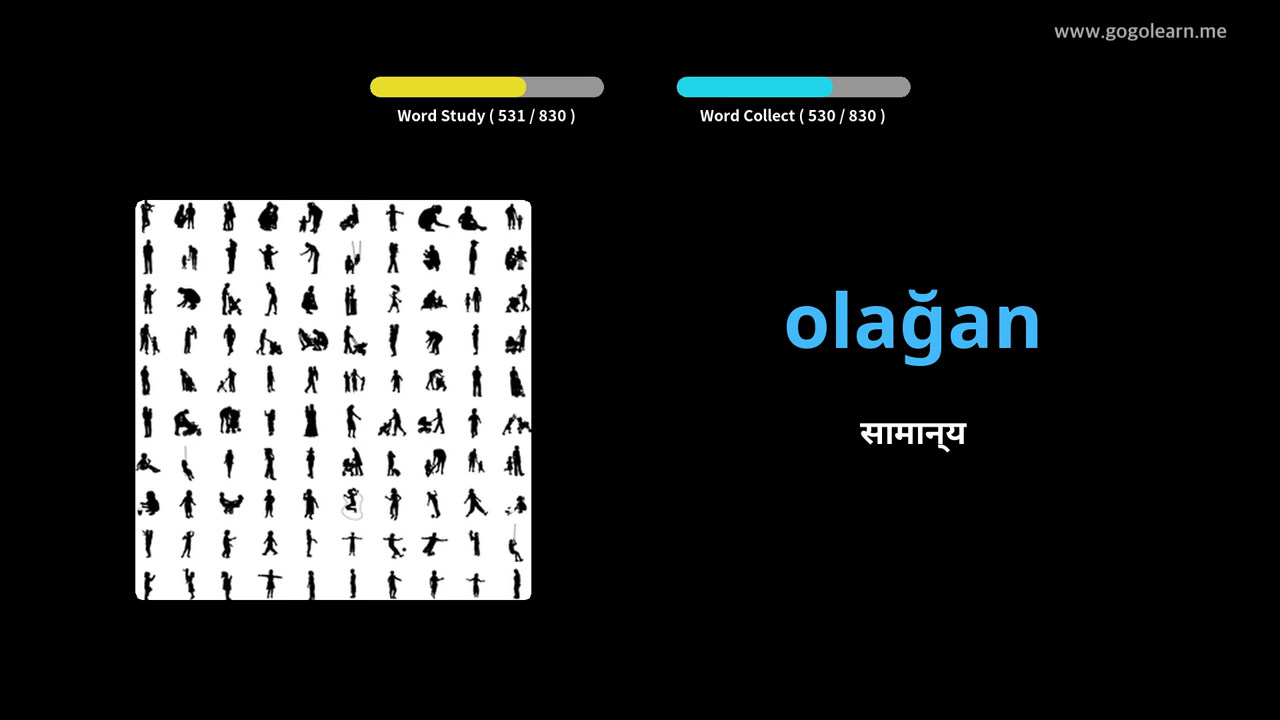 www.gogolearn.me
Word Study ( 531 / 830 )
Word Collect ( 530 / 830 )
olağan
सामान्य